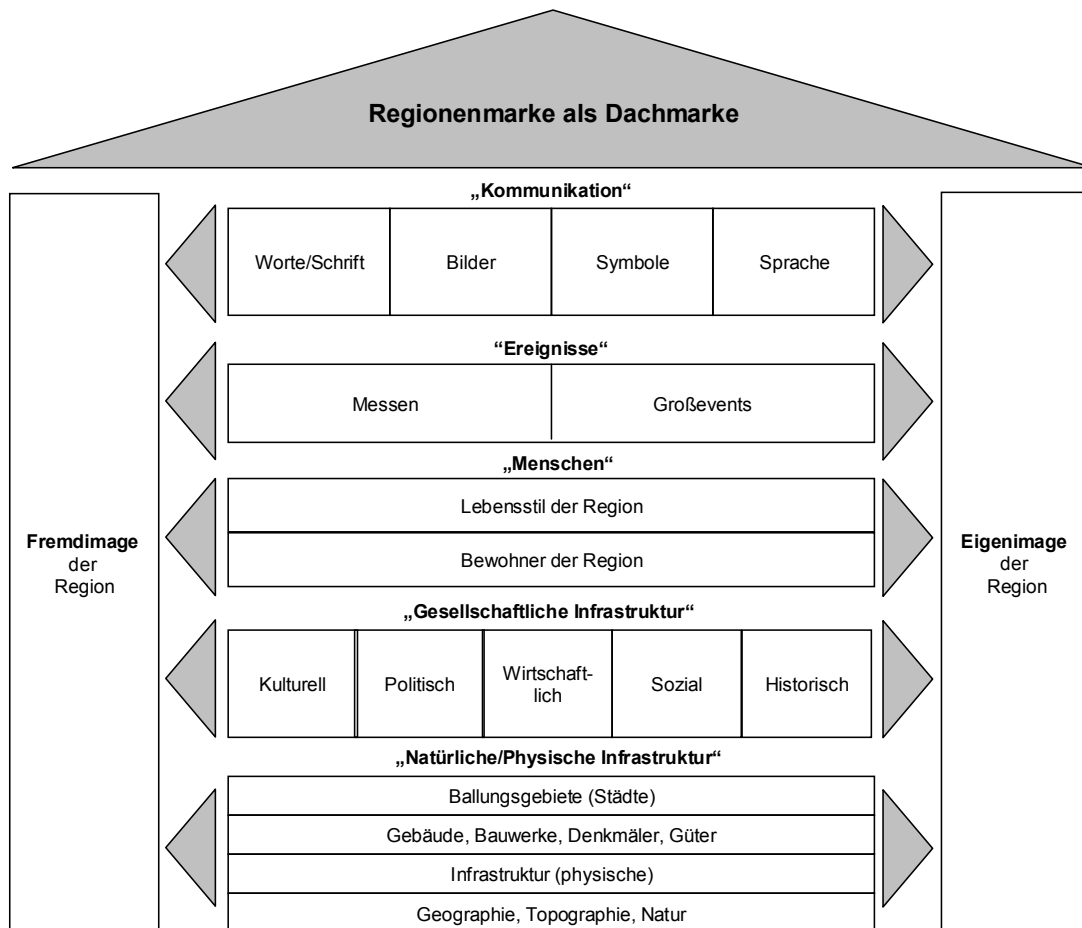 Regionenmarke als Dachmarke
„Kommunikation“
Worte/Schrift
Bilder
Symbole
Sprache
“Ereignisse“
Messen
Großevents
„Menschen“
Lebensstil der Region
Bewohner der Region
Fremdimage
der
Region
Eigenimage
der
Region
„Gesellschaftliche Infrastruktur“
Kulturell
Politisch
Wirtschaft-
lich
Sozial
Historisch
„Natürliche/Physische Infrastruktur“
Ballungsgebiete (Städte)
Gebäude, Bauwerke, Denkmäler, Güter
Infrastruktur (physische)
Geographie, Topographie, Natur